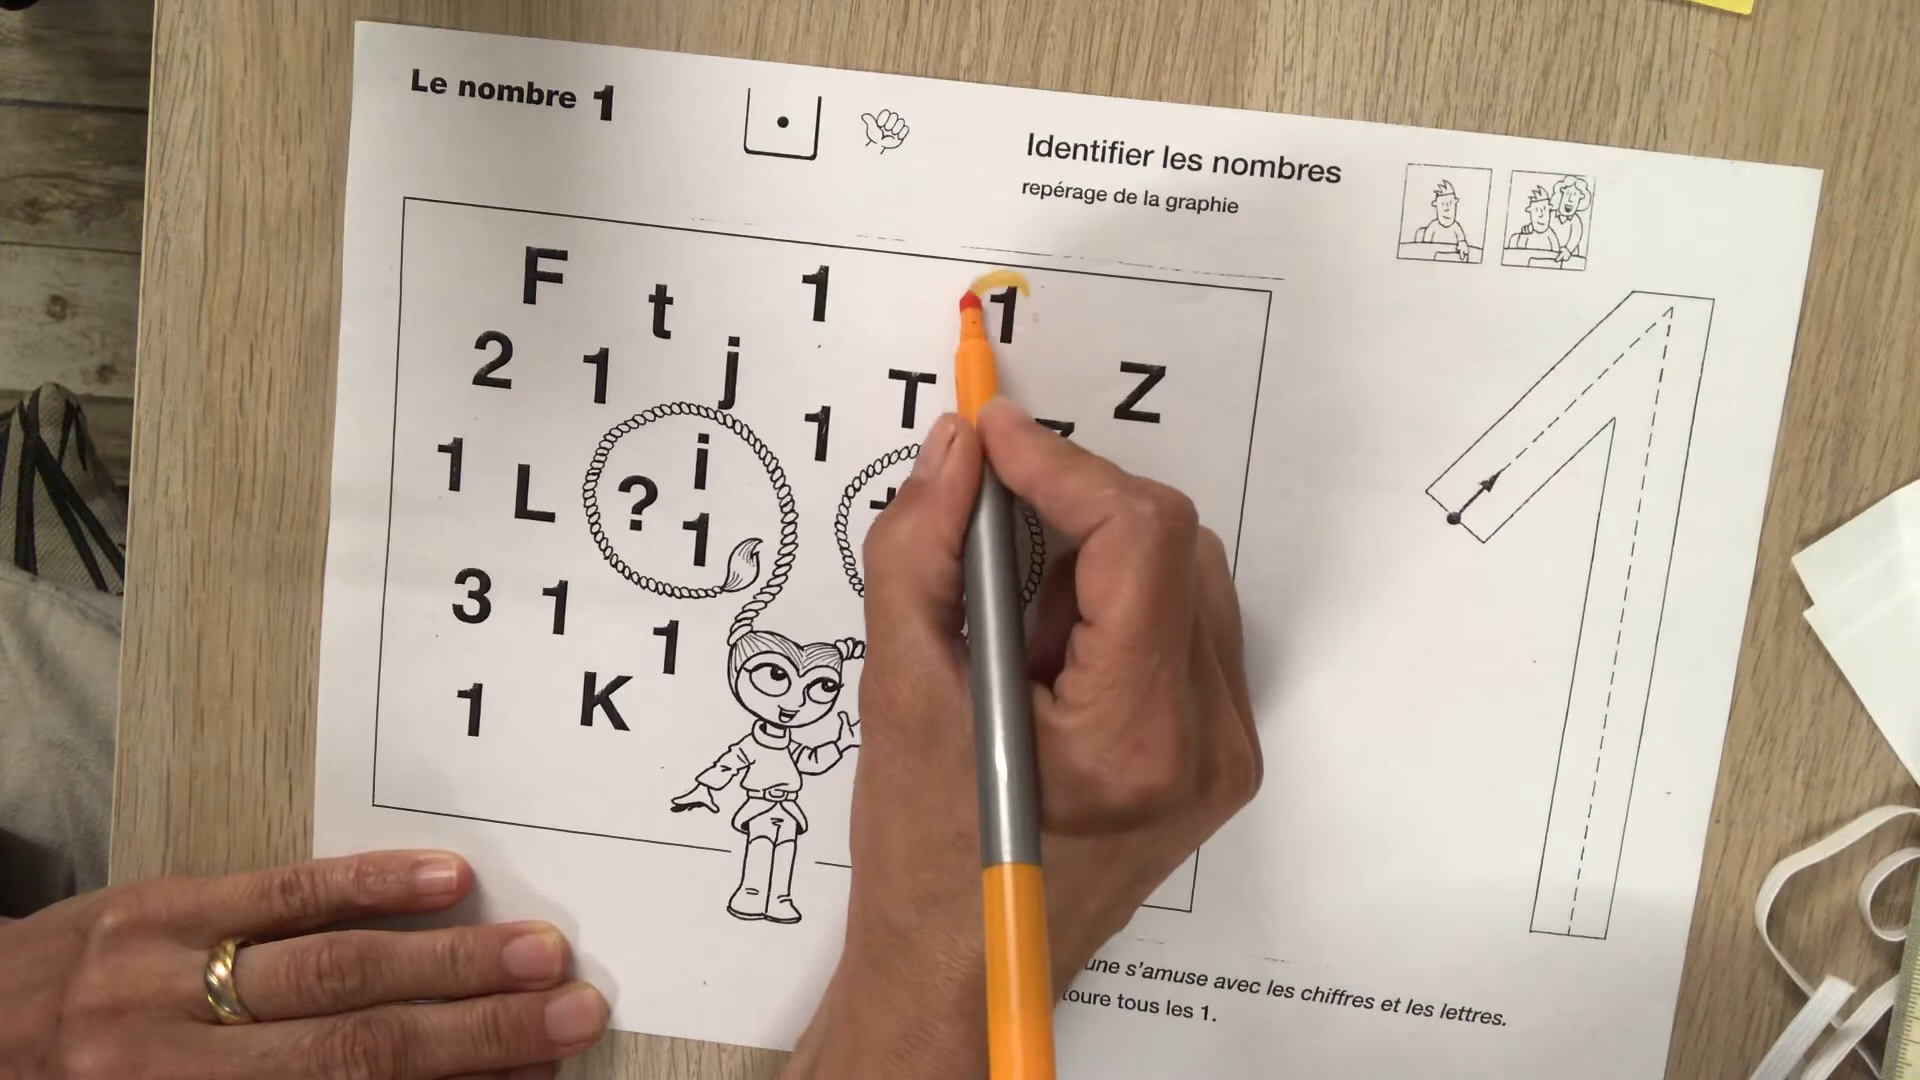 Le nombre 1
Identifier les nombres
repérage de la graphie
F t 1 1
2 1 j 1 T Z
1 L ? i 1
3 1 1
1 K
une s'amuse avec les chiffres et les lettres.
toure tous les 1.